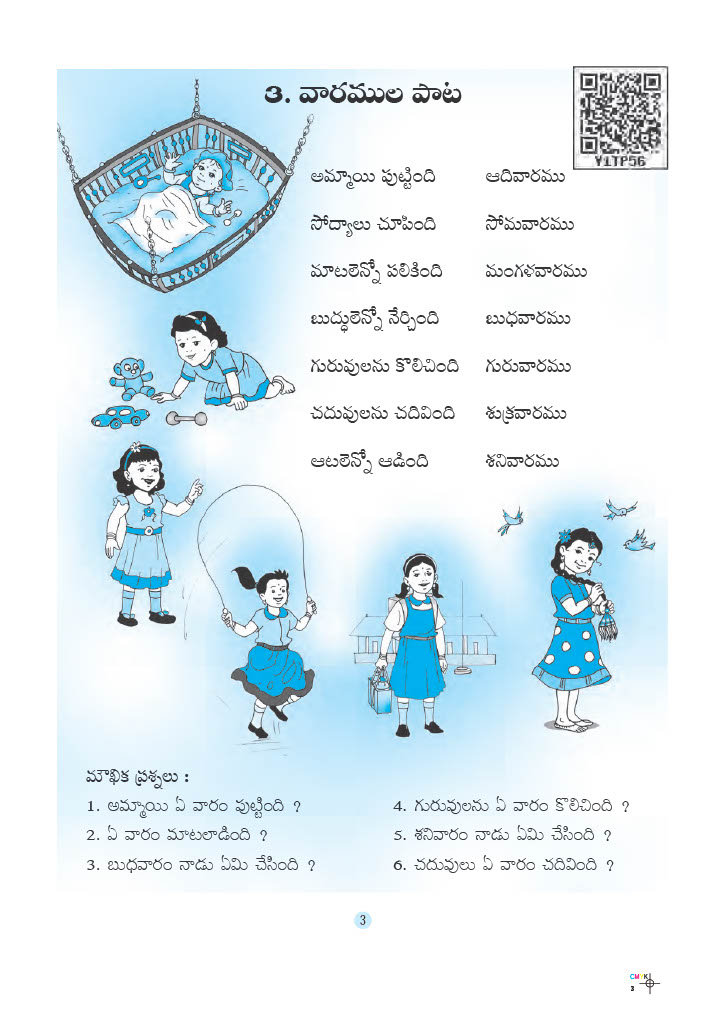 3. వారముల పాట
Y1TP56
అమ్మాయి పుట్టింది ఆదివారము
సోద్యాలు చూపింది సోమవారము
మాటలెన్నో పలికింది మంగళవారము
బుద్ధులెన్నో నేర్చింది బుధవారము
గురువులను కొలిచింది గురువారము
చదువులను చదివింది శుక్రవారము
ఆటలెన్నో ఆడింది శనివారము
మౌఖిక ప్రశ్నలు :
1. అమ్మాయి ఏ వారం పుట్టింది ?
2. ఏ వారం మాటలాడింది ?
3. బుధవారం నాడు ఏమి చేసింది ?
4. గురువులను ఏ వారం కొలిచింది ?
5. శనివారం నాడు ఏమి చేసింది ?
6. చదువులు ఏ వారం చదివింది ?
3
CMYK
3